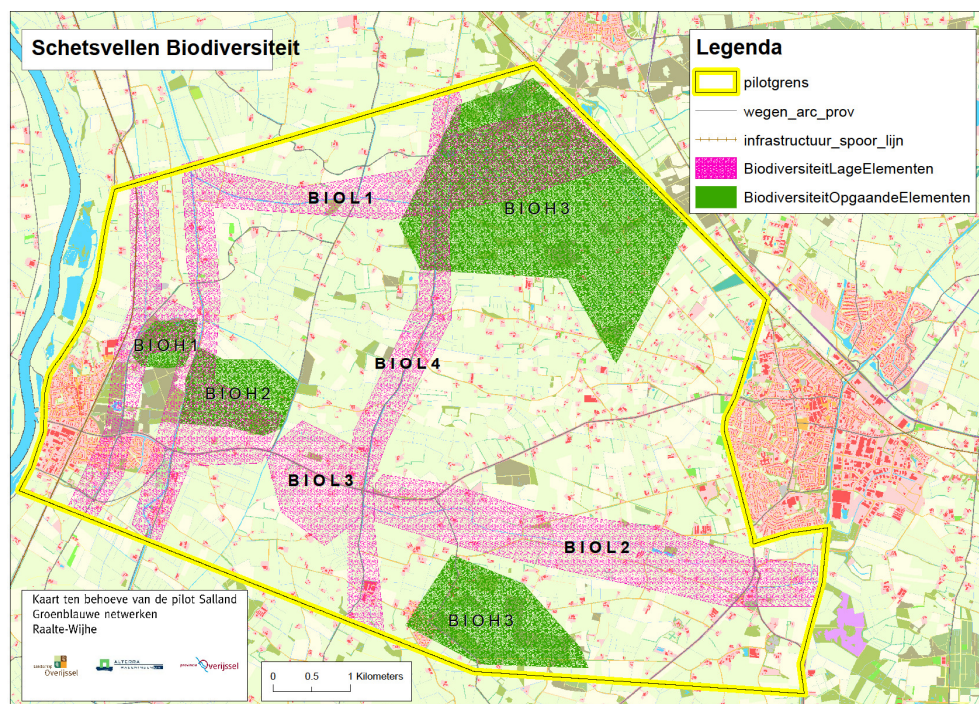 Schetsvellen Biodiversiteit
Legenda
pilotgrens
wegen_arc_prov
infrastructuur_spoor_lijn
BiodiversiteitLageElementen
BiodiversiteitOpgaandeElementen
BIOL1
BIOH3
BIOH1
BIOL4
BIOH2
BIOL3
BIOL2
BIOH3
Kaart ten behoeve van de pilot Salland
Groenblauwe netwerken
Raalte-Wijhe
Overijssel
ALTERRA
provincie Overijssel
0 0.5 1 Kilometers